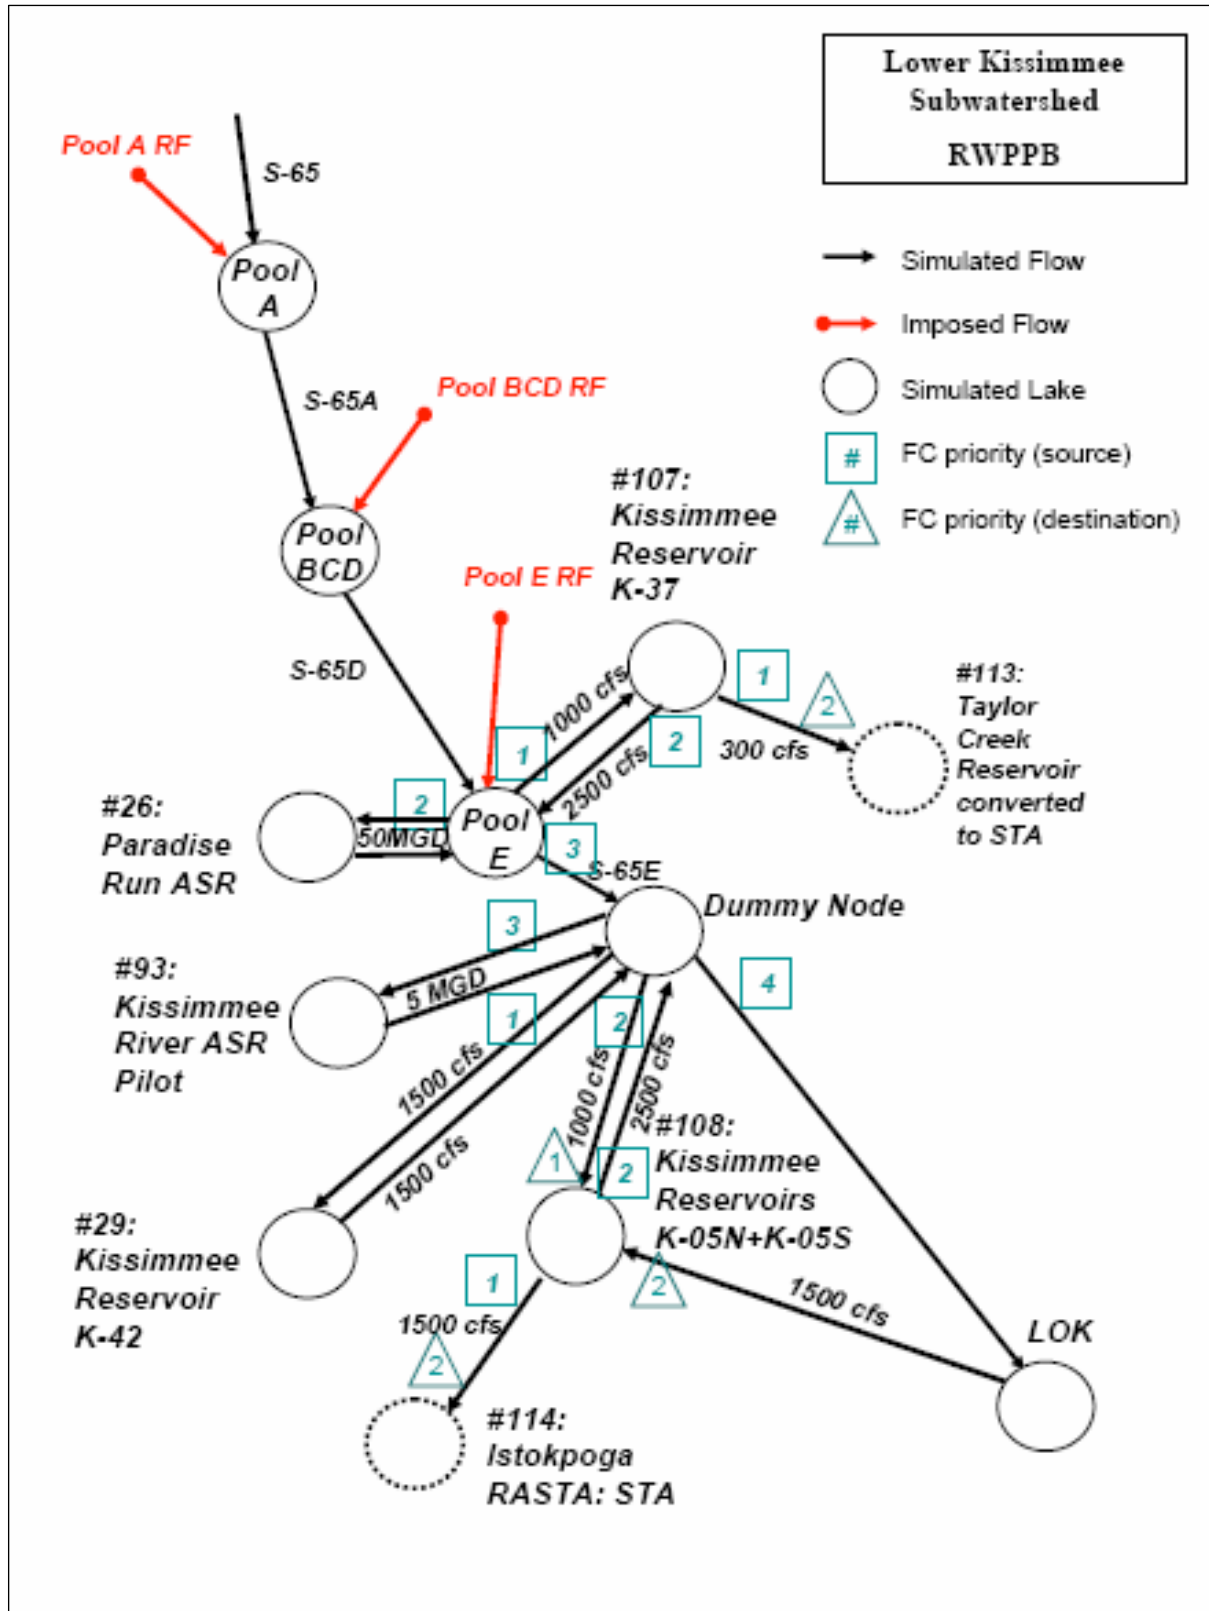 Lower Kissimmee
Subwatershed
RWPPB
Simulated Flow
Imposed Flow
Simulated Lake
# FC priority (source)
# FC priority (destination)
Pool A RF
S-65
Pool
A
S-65A
Pool BCD RF
Pool
BCD
S-65D
Pool E RF
#107:
Kissimmee
Reservoir
K-37
1
1000 cfs
2
2500 cfs
1
2
300 cfs
#113:
Taylor
Creek
Reservoir
converted
to STA
#26:
Paradise
Run ASR
2
50MGD
Pool
E
3
S-65E
Dummy Node
#93:
Kissimmee
River ASR
Pilot
3
5 MGD
1
1500 cfs
1500 cfs
2
1000 cfs
2500 cfs
4
#29:
Kissimmee
Reservoir
K-42
1
2
#108:
Kissimmee
Reservoirs
K-05N+K-05S
2
1500 cfs
LOK
1
1500 cfs
2
#114:
Istokpoga
RASTA: STA